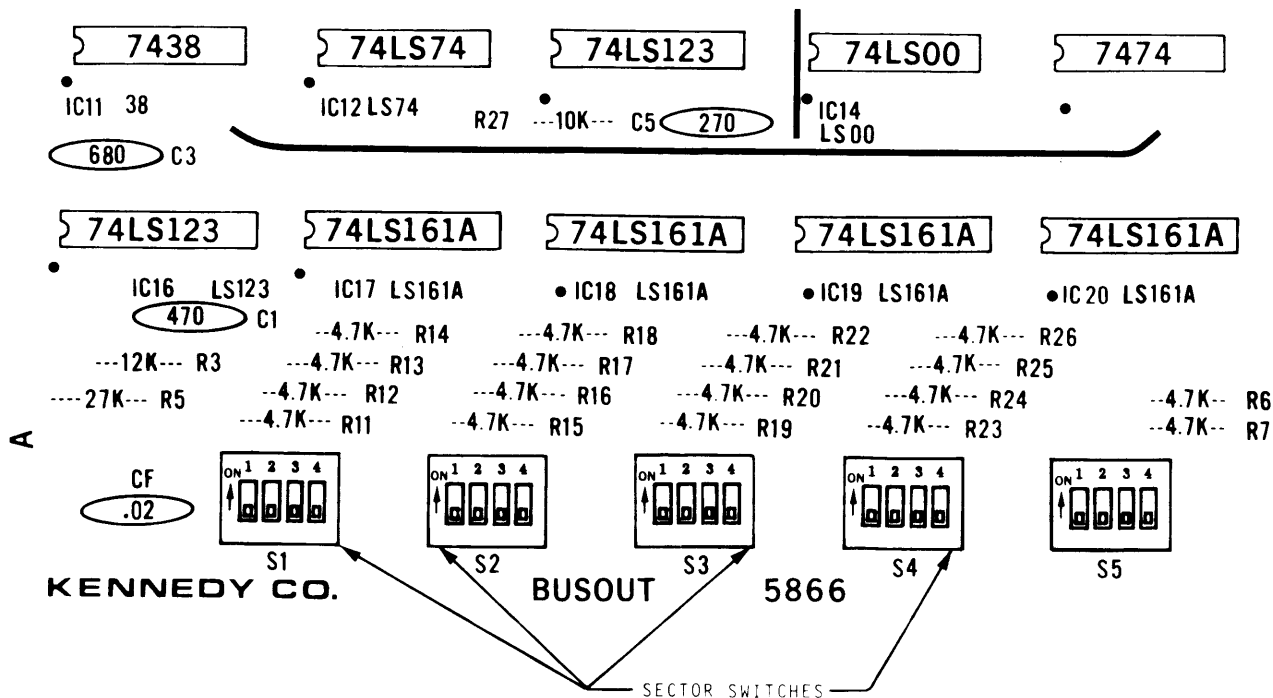 7438 74LS74 74LS123 74LS00 7474
IC11 38 IC12 LS74 R27 ---10K--- C5 270 IC14
LS00
680 C3
74LS123 74LS161A 74LS161A 74LS161A 74LS161A
IC16 LS123 IC17 LS161A IC18 LS161A IC19 LS161A IC20 LS161A
470 C1
---4.7K--- R14 ---4.7K--- R18 ---4.7K--- R22 ---4.7K--- R26
---12K--- R3 ---4.7K--- R13 ---4.7K--- R17 ---4.7K--- R21 ---4.7K--- R25
----27K--- R5 --4.7K--- R12 --4.7K--- R16 --4.7K--- R20 --4.7K--- R24 --4.7K-- R6
---4.7K--- R11 --4.7K--- R15 --4.7K--- R19 --4.7K--- R23 --4.7K--- R7
A
CF
.02
ON 1 2 3 4 ON 1 2 3 4 ON 1 2 3 4 ON 1 2 3 4 ON 1 2 3 4
S1 S2 S3 S4 S5
KENNEDY CO. BUSOUT 5866
SECTOR SWITCHES